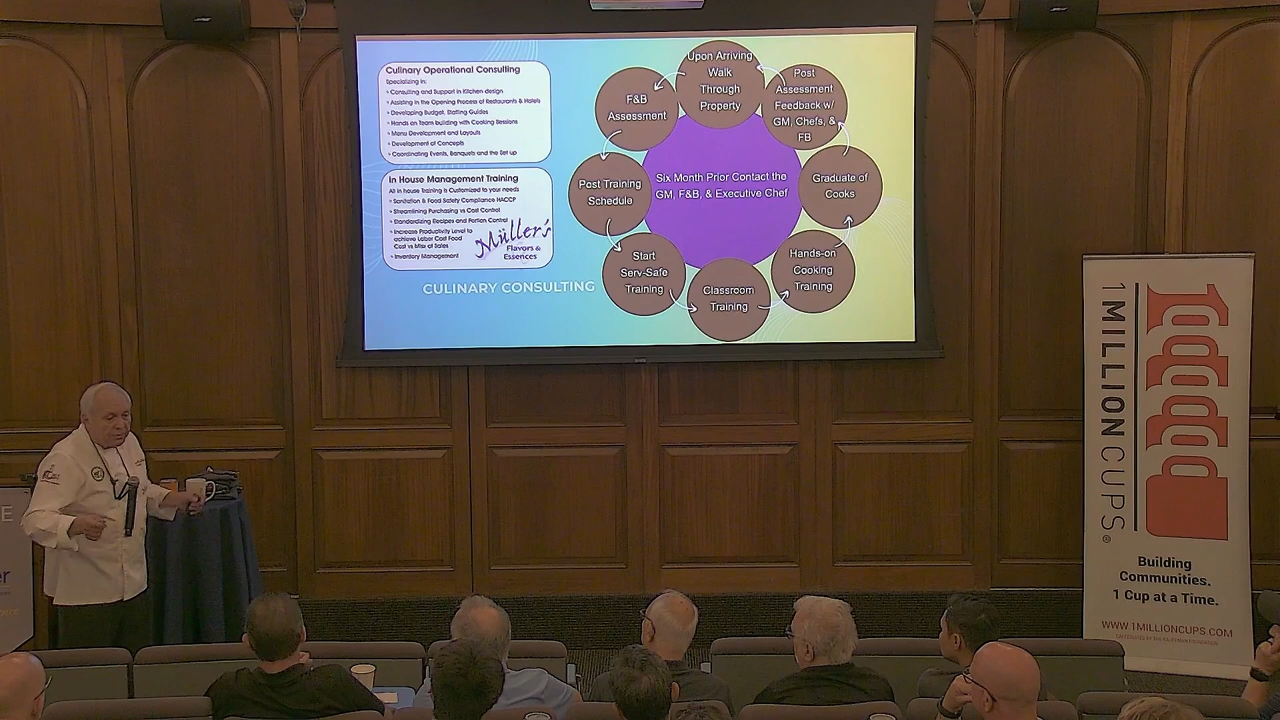 Culinary Operational Consulting
Specializing in:
• Consulting and Support in Kitchen design
• Assisting in the Opening Process of Restaurants & Hotels
• Developing Budget, Staffing Guides
• Hands on Team building with Cooking Sessions
• Menu Development and Layouts
• Development of Concepts
• Coordinating Events, Banquets and the Set up
In House Management Training
All in house Training is Customized to your needs
• Sanitation & Food Safety Compliance HACCP
• Streamlining Purchasing vs Cost Control
• Standardizing Recipes and Portion Control
• Increase Productivity Level to
achieve Labor Cost Food
Cost vs Max of Sales
• Inventory Management
Müller's
Flavors &
Essences
CULINARY CONSULTING
Upon Arriving
Walk
Through
Property
F&B
Assessment
Post Training
Schedule
Start
Serv-Safe
Training
Classroom
Training
Hands-on
Cooking
Training
Graduate of
Cooks
Post
Assessment
Feedback w/
GM, Chefs, &
FB
Six Month Prior Contact the
GM, F&B, & Executive Chef
1 MILLION CUPS®
Building
Communities.
1 Cup at a Time.
WWW.1MILLIONCUPS.COM
E
er